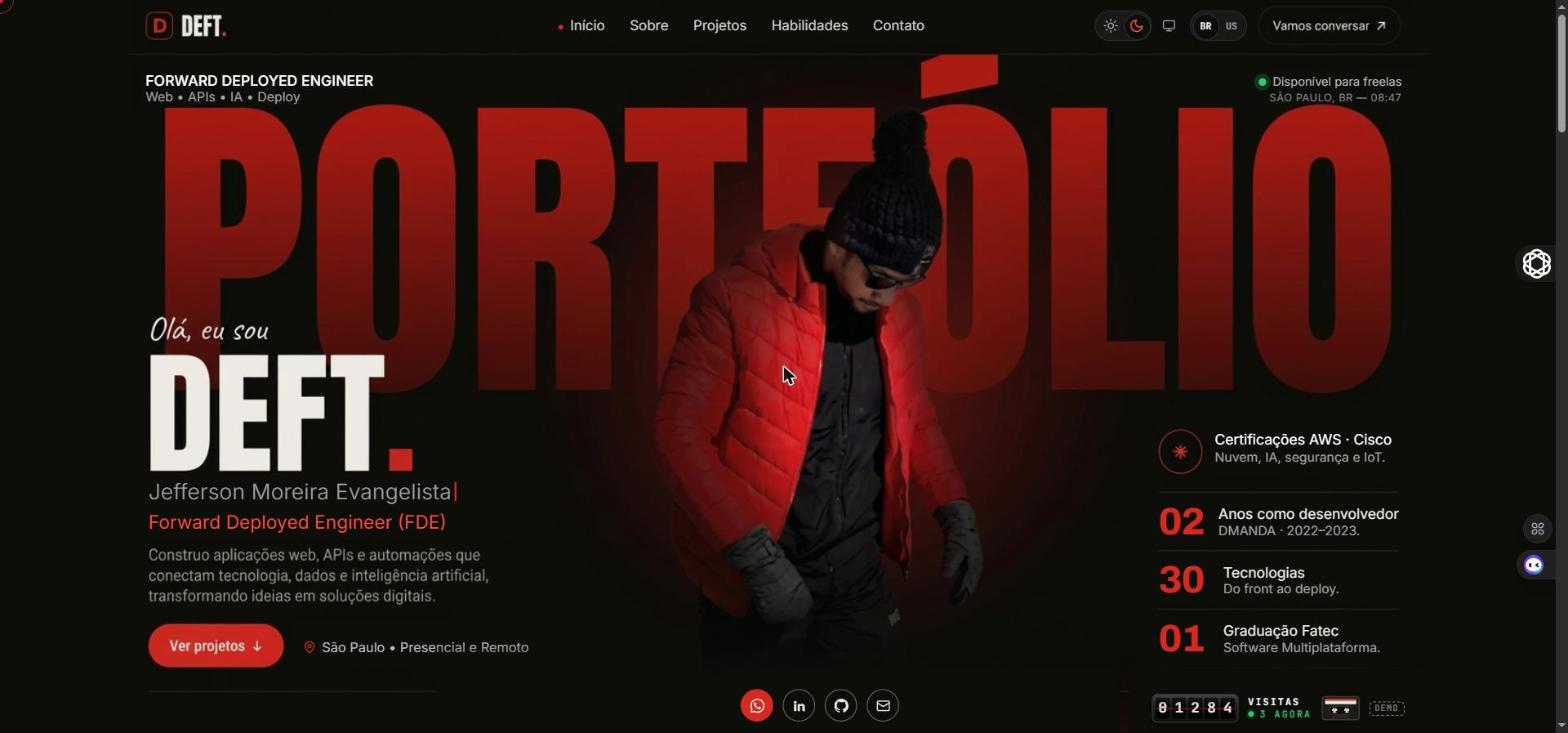 D DEFT.
Início Sobre Projetos Habilidades Contato
BR US
Vamos conversar ↗
FORWARD DEPLOYED ENGINEER
Web • APIs • IA • Deploy
Disponível para freelas
SÃO PAULO, BR — 08:47
PORTFÓLIO
Olá, eu sou
DEFT.
Jefferson Moreira Evangelista
Forward Deployed Engineer (FDE)
Construo aplicações web, APIs e automações que
conectam tecnologia, dados e inteligência artificial,
transformando ideias em soluções digitais.
Ver projetos ↓
São Paulo • Presencial e Remoto
Certificações AWS · Cisco
Nuvem, IA, segurança e IoT.
02 Anos como desenvolvedor
DMANDA · 2022–2023.
30 Tecnologias
Do front ao deploy.
01 Graduação Fatec
Software Multiplataforma.
in
01284
VISITAS
3 AGORA
DEMO